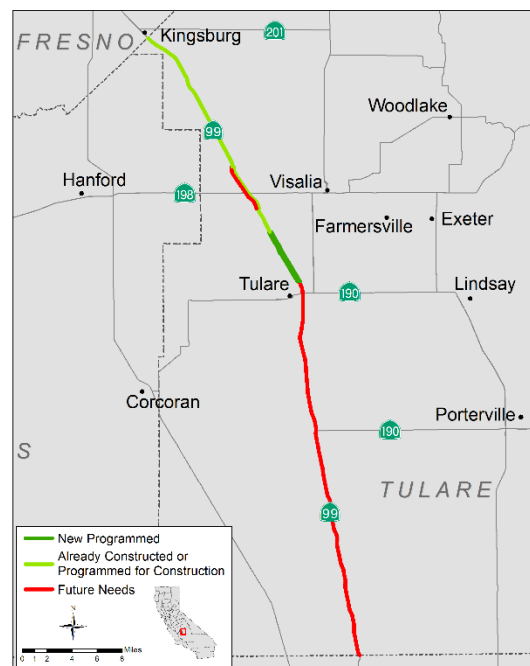 FRESNO
Kingsburg
201
Woodlake
99
Hanford
198
Visalia
Farmersville
Exeter
Tulare
190
Lindsay
Corcoran
Porterville
190
S
TULARE
99
New Programmed
Already Constructed or
Programmed for Construction
Future Needs
N
0 2 4 6 8
Miles